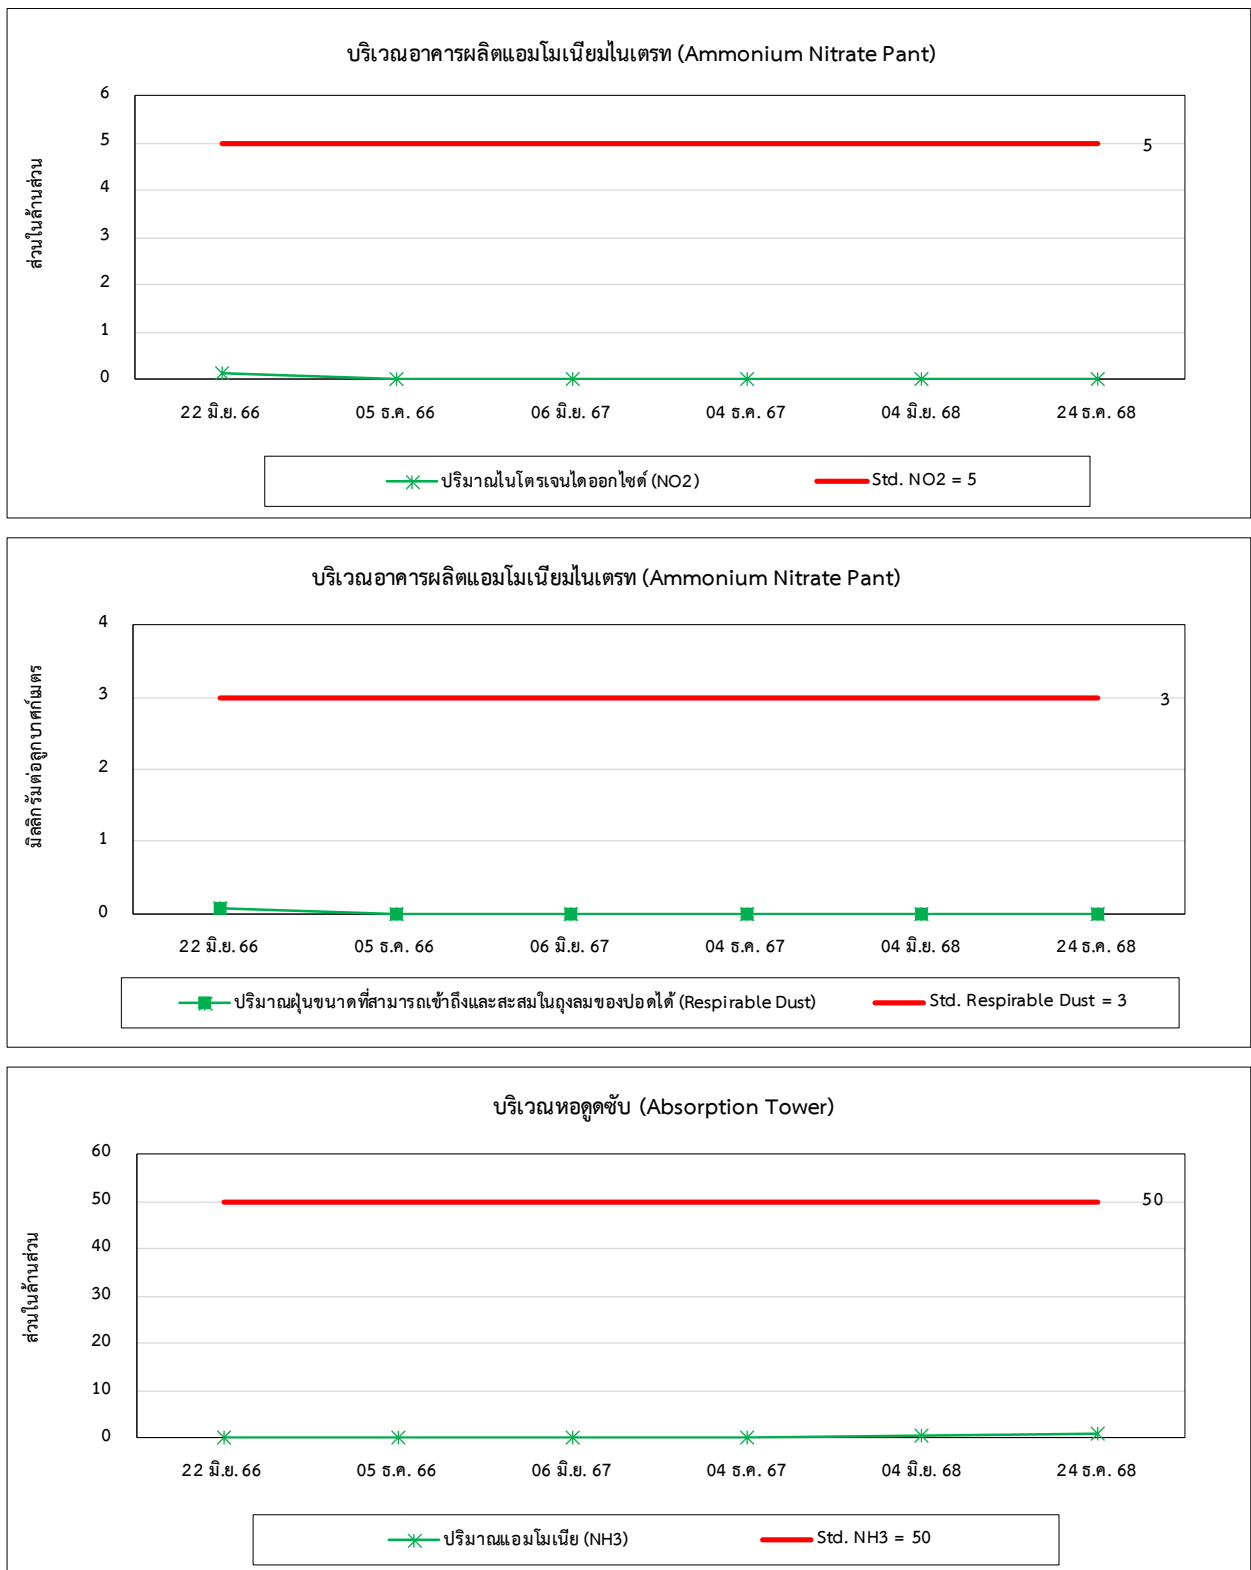 บริเวณอาคารผลิตแอมโมเนียมไนเตรท (Ammonium Nitrate Pant)
ส่วนในล้านส่วน
6
5
4
3
2
1
0
5
22 มิ.ย. 66
05 ธ.ค. 66
06 มิ.ย. 67
04 ธ.ค. 67
04 มิ.ย. 68
24 ธ.ค. 68
ปริมาณไนโตรเจนไดออกไซด์ (NO2)
Std. NO2 = 5
บริเวณอาคารผลิตแอมโมเนียมไนเตรท (Ammonium Nitrate Pant)
มิลลิกรัมต่อลูกบาศก์เมตร
4
3
2
1
0
3
22 มิ.ย. 66
05 ธ.ค. 66
06 มิ.ย. 67
04 ธ.ค. 67
04 มิ.ย. 68
24 ธ.ค. 68
ปริมาณฝุ่นขนาดที่สามารถเข้าถึงและสะสมในถุงลมของปอดได้ (Respirable Dust)
Std. Respirable Dust = 3
บริเวณหอดูดซับ (Absorption Tower)
ส่วนในล้านส่วน
60
50
40
30
20
10
0
50
22 มิ.ย. 66
05 ธ.ค. 66
06 มิ.ย. 67
04 ธ.ค. 67
04 มิ.ย. 68
24 ธ.ค. 68
ปริมาณแอมโมเนีย (NH3)
Std. NH3 = 50